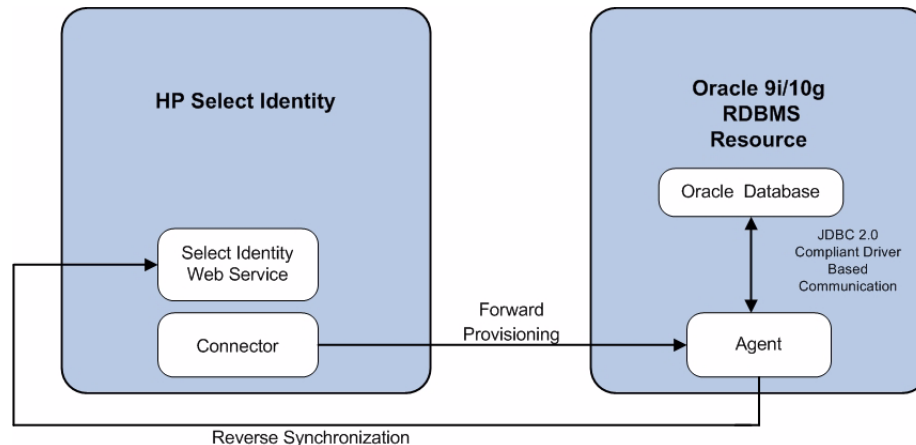 HP Select Identity
Oracle 9i/10g
RDBMS
Resource
Oracle Database
JDBC 2.0
Compliant Driver
Based
Communication
Select Identity
Web Service
Forward
Provisioning
Connector
Agent
Reverse Synchronization